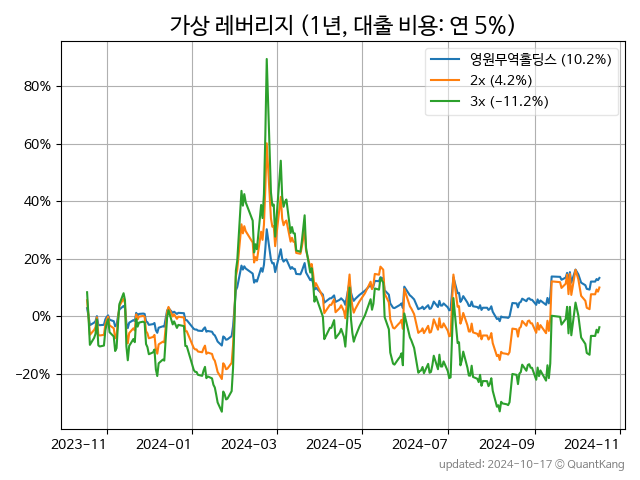 가상 레버리지 (1년, 대출 비용: 연 5%)
영원무역홀딩스 (10.2%)
2x (4.2%)
3x (-11.2%)
80%
60%
40%
20%
0%
−20%
2023-11 2024-01 2024-03 2024-05 2024-07 2024-09 2024-11
updated: 2024-10-17 © QuantKang